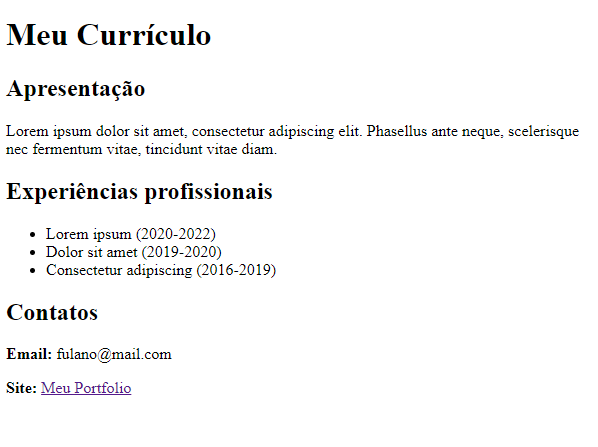 Meu Currículo
Apresentação
Lorem ipsum dolor sit amet, consectetur adipiscing elit. Phasellus ante neque, scelerisque
nec fermentum vitae, tincidunt vitae diam.
Experiências profissionais
• Lorem ipsum (2020-2022)
• Dolor sit amet (2019-2020)
• Consectetur adipiscing (2016-2019)
Contatos
Email: fulano@mail.com
Site: Meu Portfolio